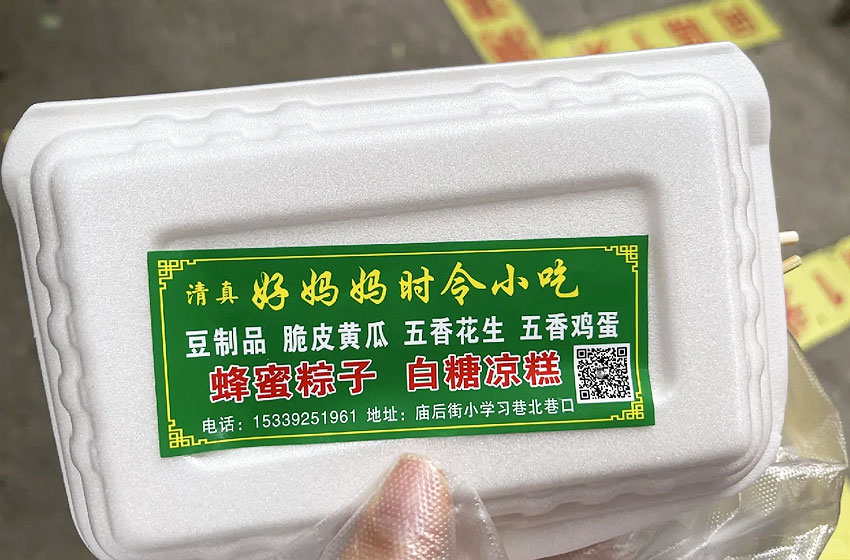 清真 好妈妈时令小吃
豆制品 脆皮黄瓜 五香花生 五香鸡蛋
蜂蜜粽子 白糖凉糕
电话：15339251961 地址：庙后街小学习巷北巷口